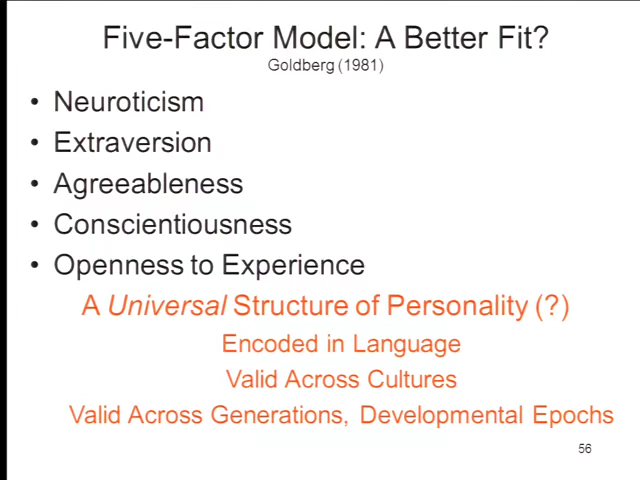 Five-Factor Model: A Better Fit?
Goldberg (1981)
• Neuroticism
• Extraversion
• Agreeableness
• Conscientiousness
• Openness to Experience
A Universal Structure of Personality (?)
Encoded in Language
Valid Across Cultures
Valid Across Generations, Developmental Epochs
56